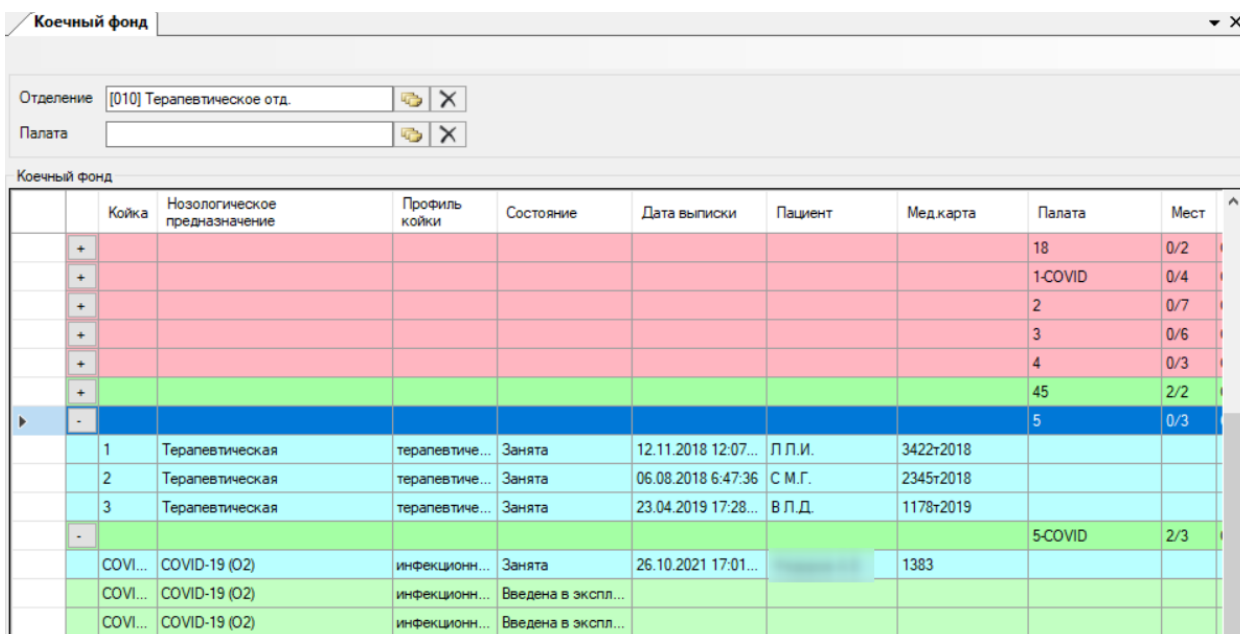 Коечный фонд
Отделение [010] Терапевтическое отд.
Палата
Коечный фонд
Койка Нозологическое предназначение Профиль койки Состояние Дата выписки Пациент Мед.карта Палата Мест
+ 18 0/2
+ 1-COVID 0/4
+ 2 0/7
+ 3 0/6
+ 4 0/3
+ 45 2/2
- 5 0/3
1 Терапевтическая терапевтиче... Занята 12.11.2018 12:07... Л Л.И. 3422т2018
2 Терапевтическая терапевтиче... Занята 06.08.2018 6:47:36 С М.Г. 2345т2018
3 Терапевтическая терапевтиче... Занята 23.04.2019 17:28... В Л.Д. 1178т2019
- 5-COVID 2/3
COVI... COVID-19 (O2) инфекционн... Занята 26.10.2021 17:01... 1383
COVI... COVID-19 (O2) инфекционн... Введена в экспл...
COVI... COVID-19 (O2) инфекционн... Введена в экспл...